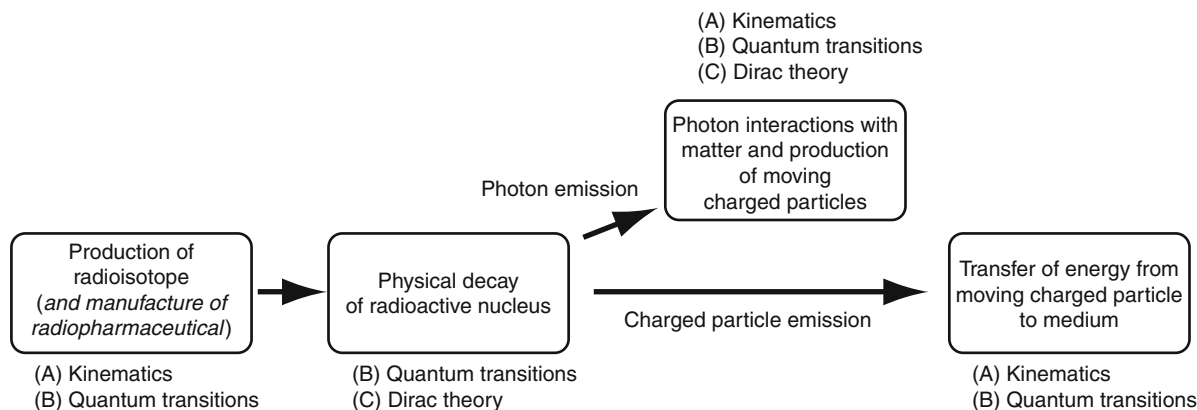 (A) Kinematics
(B) Quantum transitions
(C) Dirac theory
Photon interactions with
matter and production
of moving
charged particles
Photon emission
Production of
radioisotope
(and manufacture of
radiopharmaceutical)
(A) Kinematics
(B) Quantum transitions
Physical decay
of radioactive nucleus
(B) Quantum transitions
(C) Dirac theory
Charged particle emission
Transfer of energy from
moving charged particle
to medium
(A) Kinematics
(B) Quantum transitions